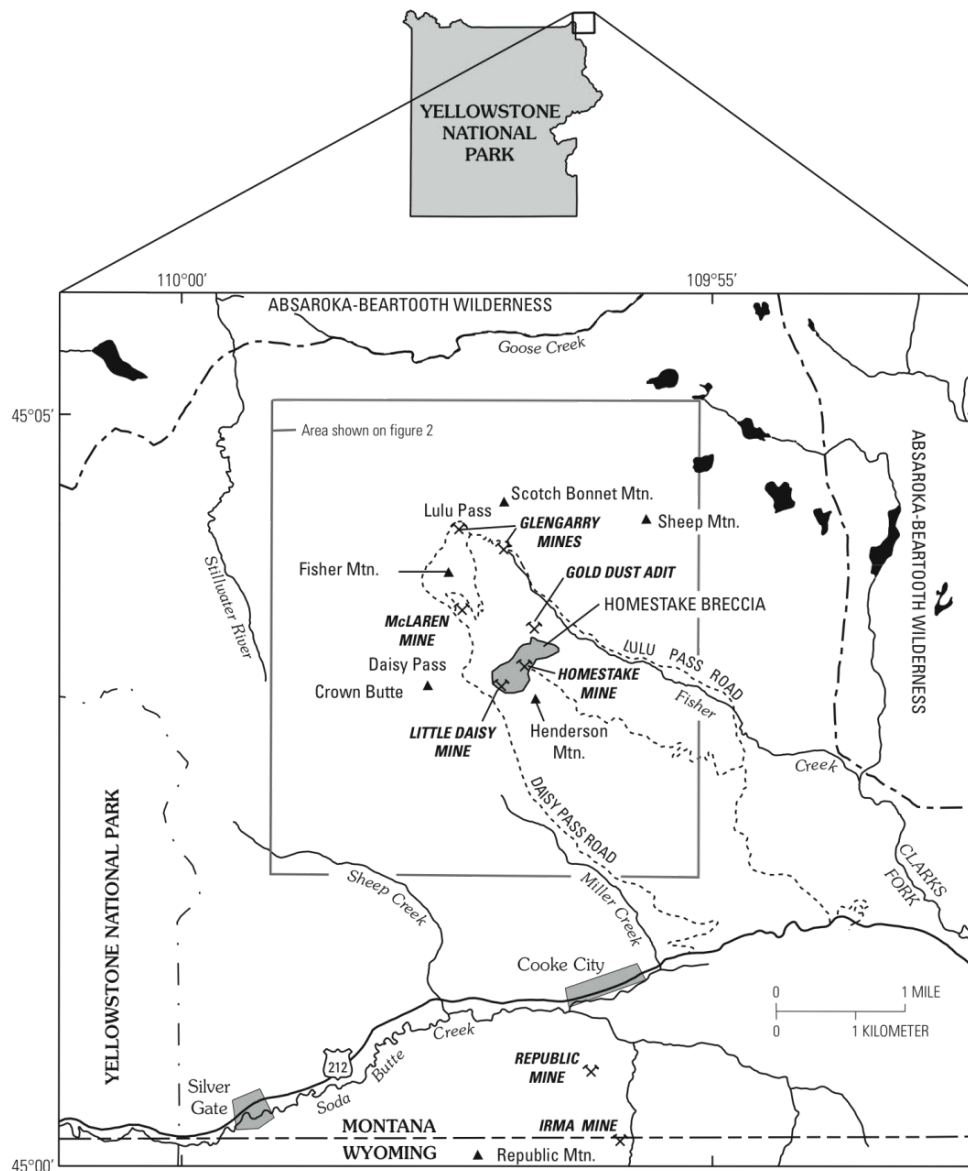 YELLOWSTONE
NATIONAL
PARK
110°00′
109°55′
ABSAROKA-BEARTOOTH WILDERNESS
Goose Creek
45°05′
Area shown on figure 2
ABSAROKA-BEARTOOTH WILDERNESS
Stillwater River
Scotch Bonnet Mtn.
Lulu Pass
GLENGARRY
MINES
Sheep Mtn.
Fisher Mtn.
GOLD DUST ADIT
HOMESTAKE BRECCIA
McLAREN
MINE
LULU PASS ROAD
Daisy Pass
HOMESTAKE
MINE
Crown Butte
Fisher
Creek
LITTLE DAISY
MINE
Henderson
Mtn.
DAISY PASS ROAD
YELLOWSTONE NATIONAL PARK
Sheep Creek
Miller Creek
CLARKS
FORK
Cooke City
0 1 MILE
0 1 KILOMETER
Soda Butte Creek
212
REPUBLIC
MINE
Silver
Gate
MONTANA
IRMA MINE
WYOMING
Republic Mtn.
45°00′